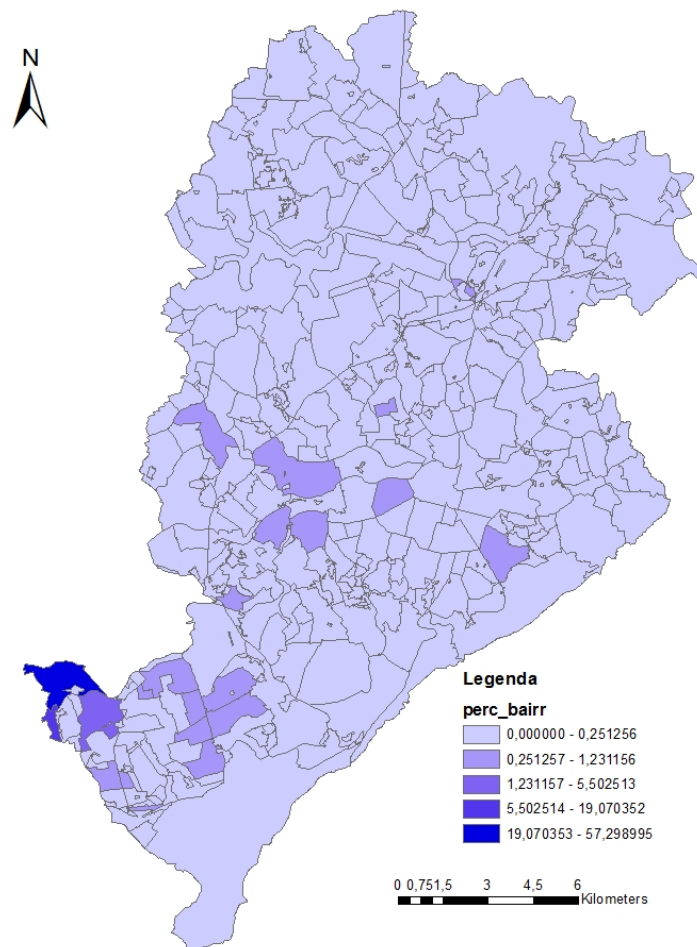 N
Legenda
perc_bairr
0,000000 - 0,251256
0,251257 - 1,231156
1,231157 - 5,502513
5,502514 - 19,070352
19,070353 - 57,298995
0 0,751,5 3 4,5 6
Kilometers